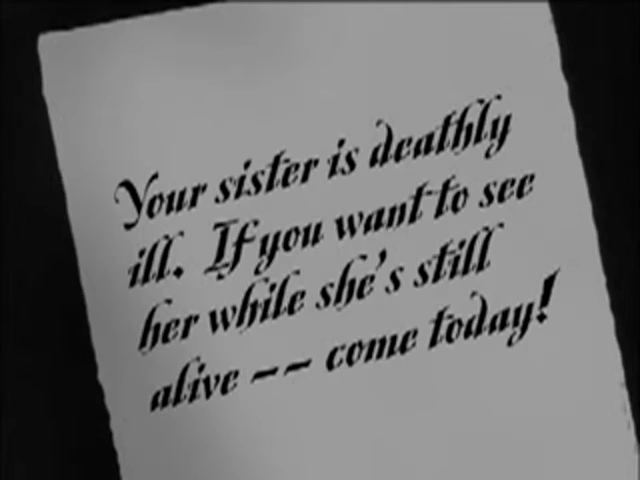 Your sister is deathly
ill. If you want to see
her while she's still
alive -- come today!